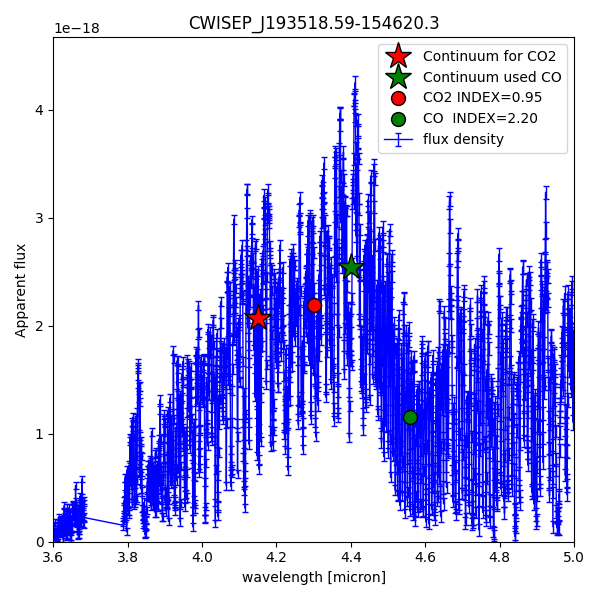 CWISEP_J193518.59-154620.3
1e−18
Continuum for CO2
Continuum used CO
CO2 INDEX=0.95
CO  INDEX=2.20
flux density
Apparent flux
4
3
2
1
0
3.6 3.8 4.0 4.2 4.4 4.6 4.8 5.0
wavelength [micron]